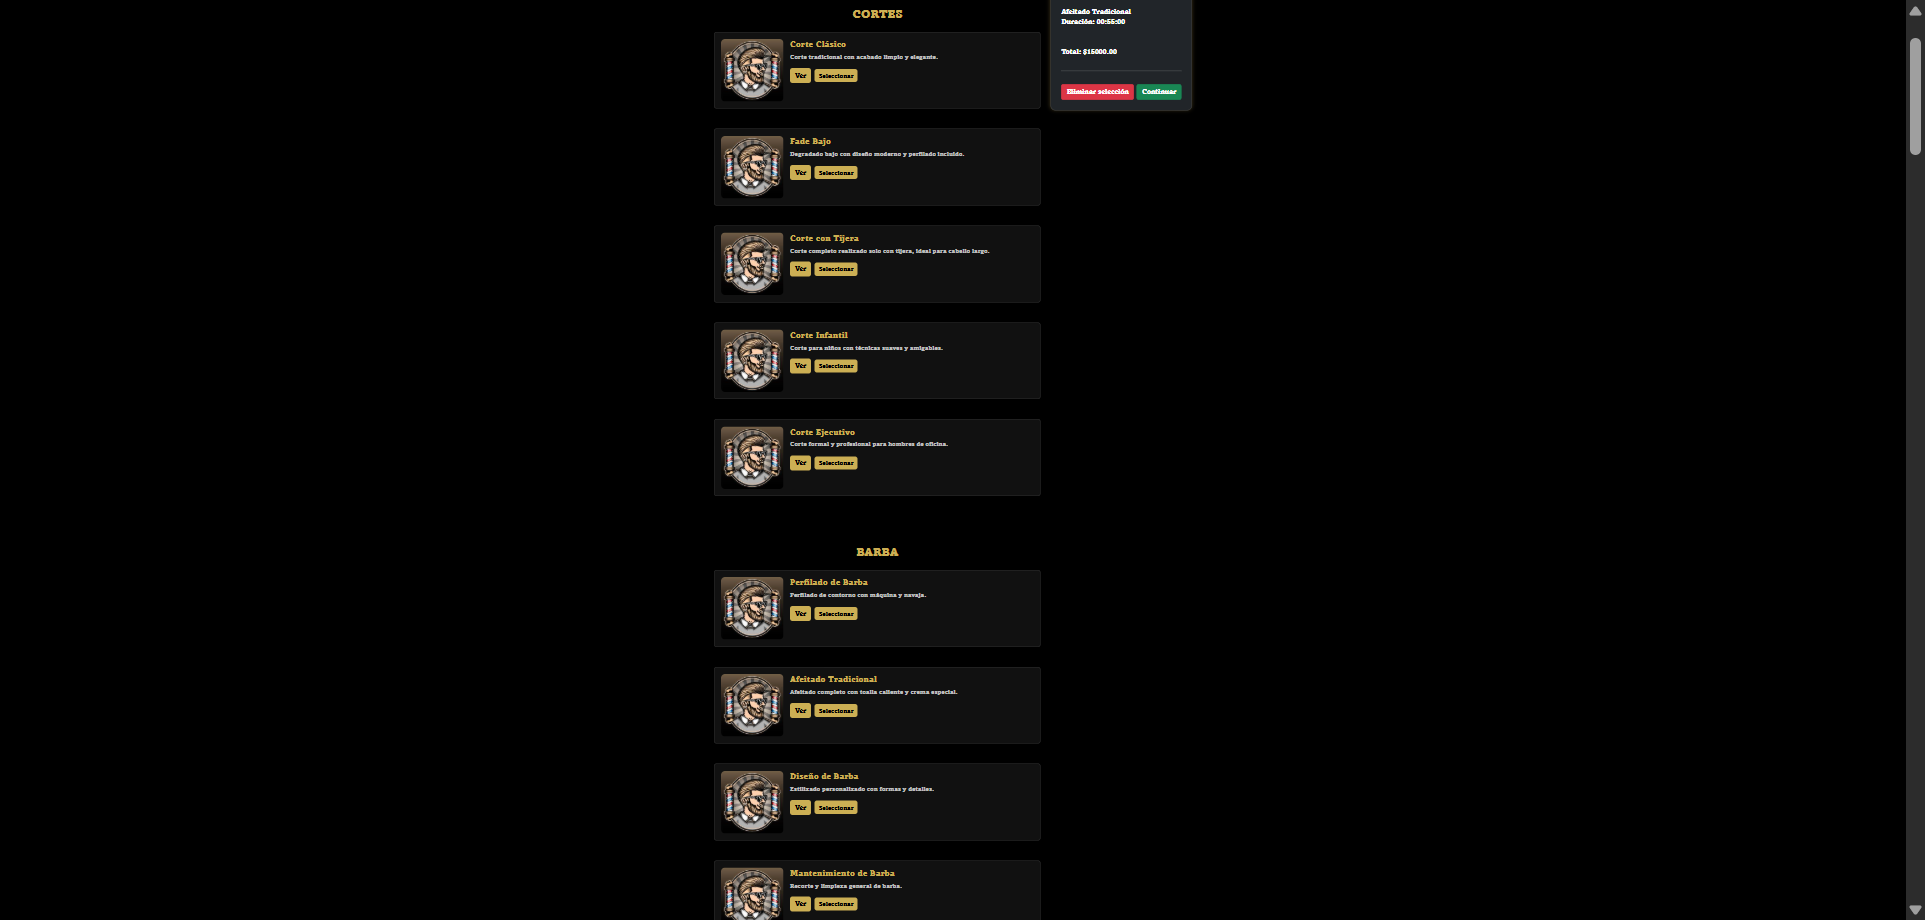 CORTES
Corte Clásico
Corte tradicional con acabado limpio y elegante.
Ver Seleccionar
Fade Bajo
Degradado bajo con diseño moderno y perfilado incluido.
Ver Seleccionar
Corte con Tijera
Corte completo realizado solo con tijera, ideal para cabello largo.
Ver Seleccionar
Corte Infantil
Corte para niños con técnicas suaves y amigables.
Ver Seleccionar
Corte Ejecutivo
Corte formal y profesional para hombres de oficina.
Ver Seleccionar
BARBA
Perfilado de Barba
Perfilado de contorno con máquina y navaja.
Ver Seleccionar
Afeitado Tradicional
Afeitado completo con toalla caliente y crema especial.
Ver Seleccionar
Diseño de Barba
Estilizado personalizado con formas y detalles.
Ver Seleccionar
Mantenimiento de Barba
Recorte y limpieza general de barba.
Ver Seleccionar
Afeitado Tradicional
Duración: 00:55:00
Total: $15000.00
Eliminar selección Continuar